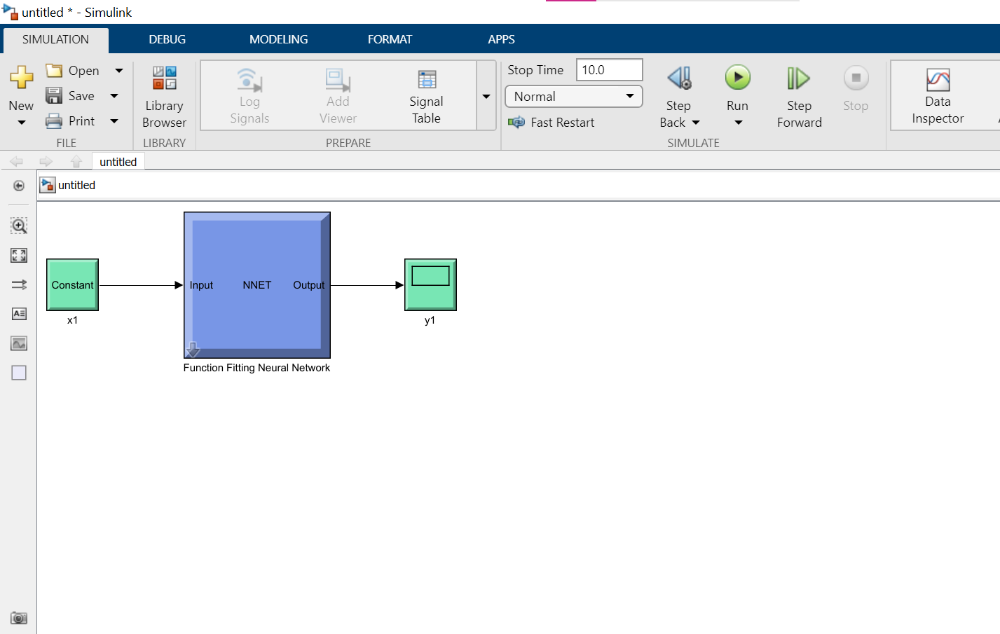 untitled * - Simulink
SIMULATION
DEBUG
MODELING
FORMAT
APPS
New
Open
Save
Print
FILE
Library
Browser
LIBRARY
Log
Signals
Add
Viewer
Signal
Table
PREPARE
Stop Time 10.0
Normal
Fast Restart
Step
Back
Run
Step
Forward
Stop
SIMULATE
Data
Inspector
untitled
untitled
Constant
x1
Input NNET Output
Function Fitting Neural Network
y1